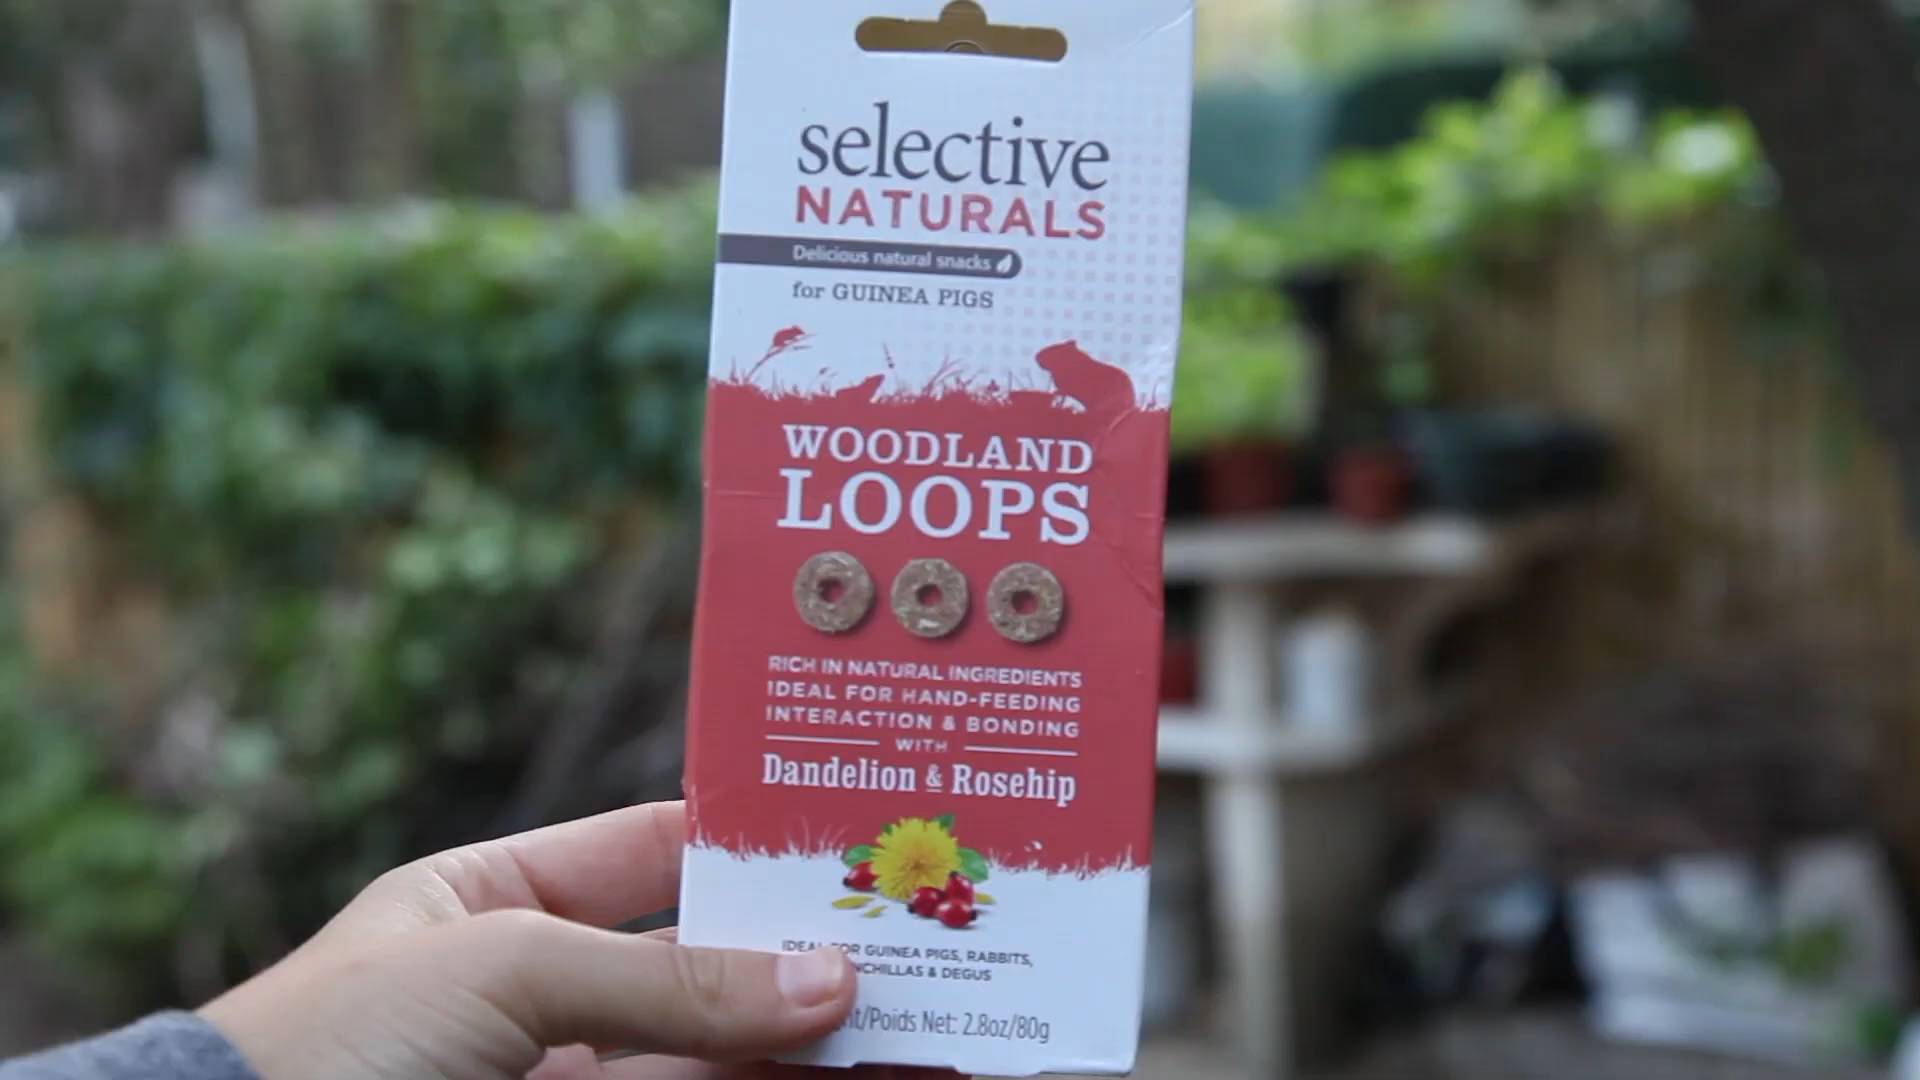 selective
NATURALS
Delicious natural snacks
for GUINEA PIGS
WOODLAND
LOOPS
RICH IN NATURAL INGREDIENTS
IDEAL FOR HAND-FEEDING
INTERACTION & BONDING
WITH
Dandelion & Rosehip
IDEAL FOR GUINEA PIGS, RABBITS,
& DEGUS
/Poids Net: 2.8oz/80g